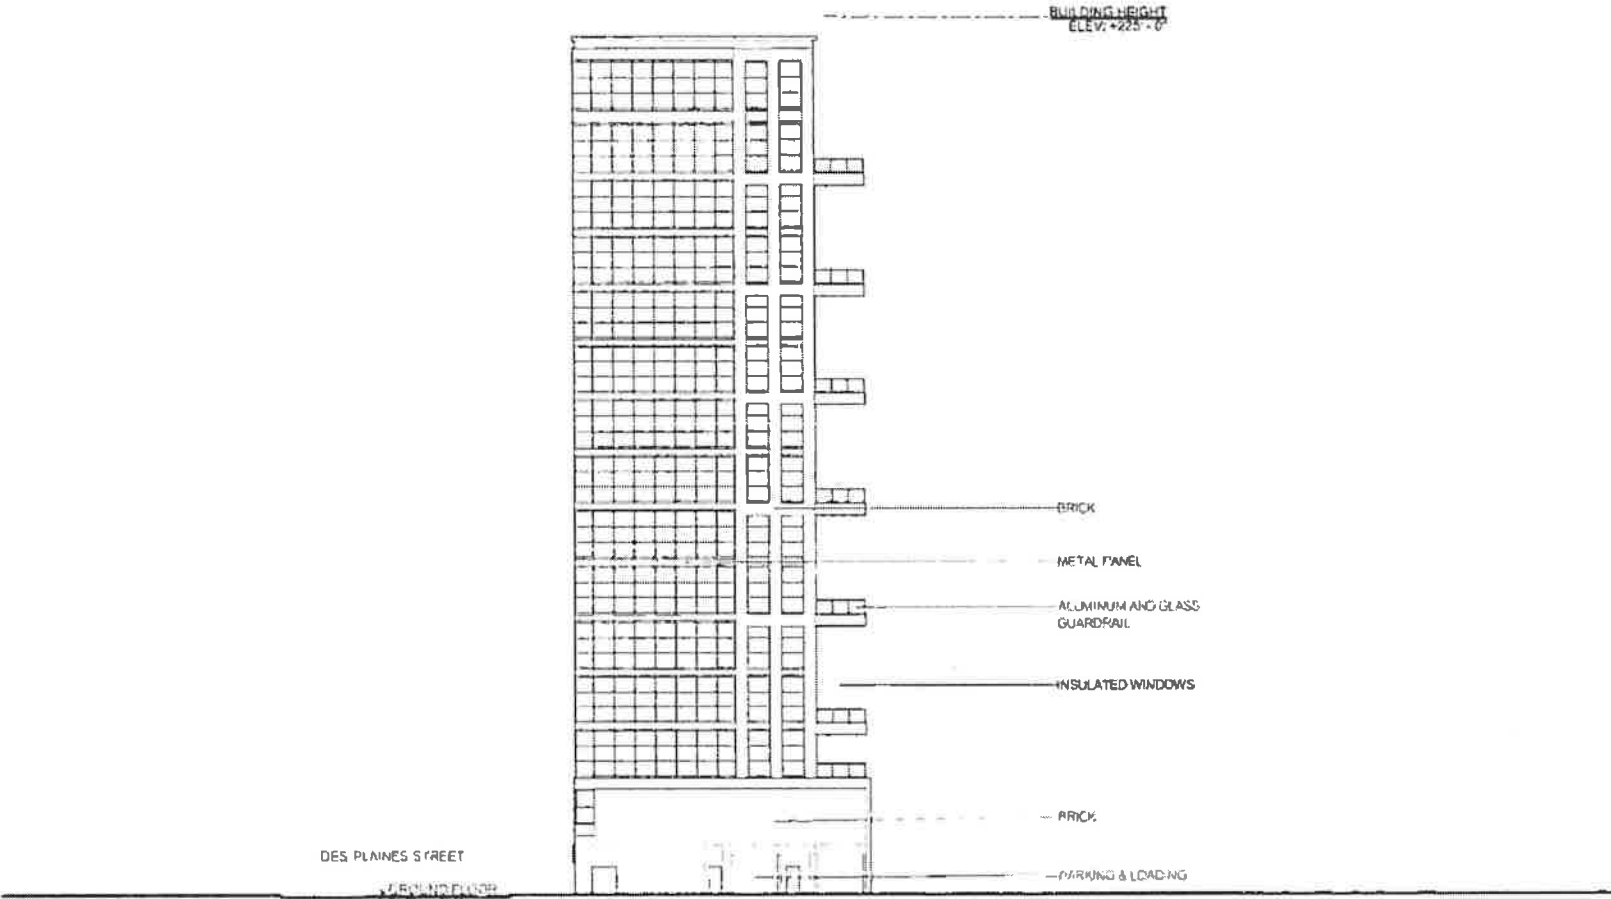 BUILDING HEIGHT
ELEV: +225' - 0"
BRICK
METAL PANEL
ALUMINUM AND GLASS
GUARDRAIL
INSULATED WINDOWS
BRICK
DES PLAINES STREET
PARKING & LOADING
GROUND FLOOR